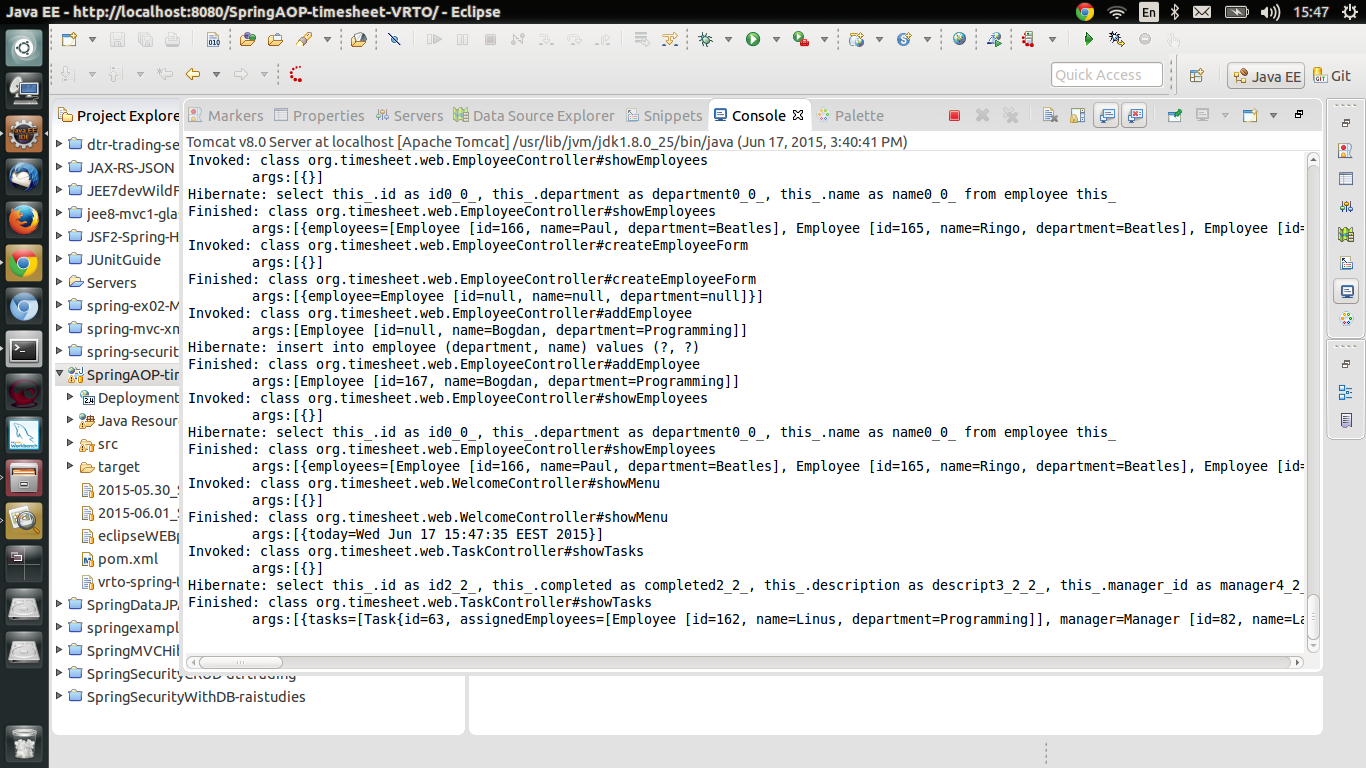 Java EE - http://localhost:8080/SpringAOP-timesheet-VRTO/ - Eclipse
En
15:47
Quick Access
Java EE
Git
Project Explore
Markers
Properties
Servers
Data Source Explorer
Snippets
Console
Palette
Tomcat v8.0 Server at localhost [Apache Tomcat] /usr/lib/jvm/jdk1.8.0_25/bin/java (Jun 17, 2015, 3:40:41 PM)
dtr-trading-se
JAX-RS-JSON
JEE7devWildF
jee8-mvc1-gla
JSF2-Spring-H
JUnitGuide
Servers
spring-ex02-M
spring-mvc-xm
spring-securit
SpringAOP-tim
Deployment
Java Resour
src
target
2015-05.30_S
2015-06.01_S
eclipseWEBp
pom.xml
vrto-spring-t
SpringDataJPA
springexampl
SpringMVCHib
SpringSecurityCRUD-dtrtrading
SpringSecurityWithDB-raistudies
Invoked: class org.timesheet.web.EmployeeController#showEmployees
args:[{}]
Hibernate: select this_.id as id0_0_, this_.department as department0_0_, this_.name as name0_0_ from employee this_
Finished: class org.timesheet.web.EmployeeController#showEmployees
args:[{employees=[Employee [id=166, name=Paul, department=Beatles], Employee [id=165, name=Ringo, department=Beatles], Employee [id=
Invoked: class org.timesheet.web.EmployeeController#createEmployeeForm
args:[{}]
Finished: class org.timesheet.web.EmployeeController#createEmployeeForm
args:[{employee=Employee [id=null, name=null, department=null]}]
Invoked: class org.timesheet.web.EmployeeController#addEmployee
args:[Employee [id=null, name=Bogdan, department=Programming]]
Hibernate: insert into employee (department, name) values (?, ?)
Finished: class org.timesheet.web.EmployeeController#addEmployee
args:[Employee [id=167, name=Bogdan, department=Programming]]
Invoked: class org.timesheet.web.EmployeeController#showEmployees
args:[{}]
Hibernate: select this_.id as id0_0_, this_.department as department0_0_, this_.name as name0_0_ from employee this_
Finished: class org.timesheet.web.EmployeeController#showEmployees
args:[{employees=[Employee [id=166, name=Paul, department=Beatles], Employee [id=165, name=Ringo, department=Beatles], Employee [id=
Invoked: class org.timesheet.web.WelcomeController#showMenu
args:[{}]
Finished: class org.timesheet.web.WelcomeController#showMenu
args:[{today=Wed Jun 17 15:47:35 EEST 2015}]
Invoked: class org.timesheet.web.TaskController#showTasks
args:[{}]
Hibernate: select this_.id as id2_2_, this_.completed as completed2_2_, this_.description as descript3_2_2_, this_.manager_id as manager4_2_
Finished: class org.timesheet.web.TaskController#showTasks
args:[{tasks=[Task{id=63, assignedEmployees=[Employee [id=162, name=Linus, department=Programming]], manager=Manager [id=82, name=La